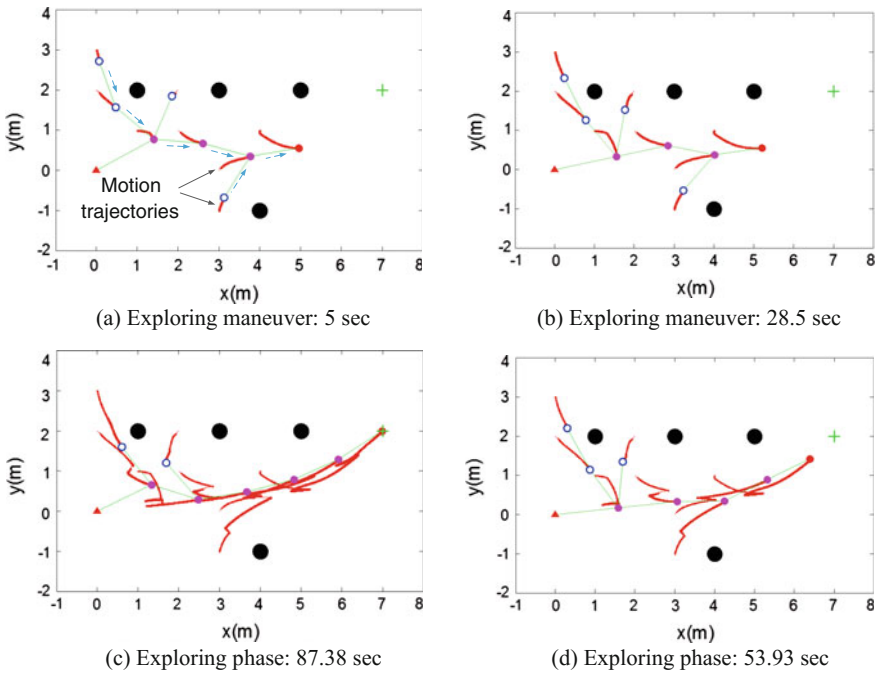 4
3
2
1
0
-1
-2
y(m)
-1 0 1 2 3 4 5 6 7 8
x(m)
Motion
trajectories
(a) Exploring maneuver: 5 sec
4
3
2
1
0
-1
-2
y(m)
-1 0 1 2 3 4 5 6 7 8
x(m)
(b) Exploring maneuver: 28.5 sec
4
3
2
1
0
-1
-2
y(m)
-1 0 1 2 3 4 5 6 7 8
x(m)
(c) Exploring phase: 87.38 sec
4
3
2
1
0
-1
-2
y(m)
-1 0 1 2 3 4 5 6 7 8
x(m)
(d) Exploring phase: 53.93 sec